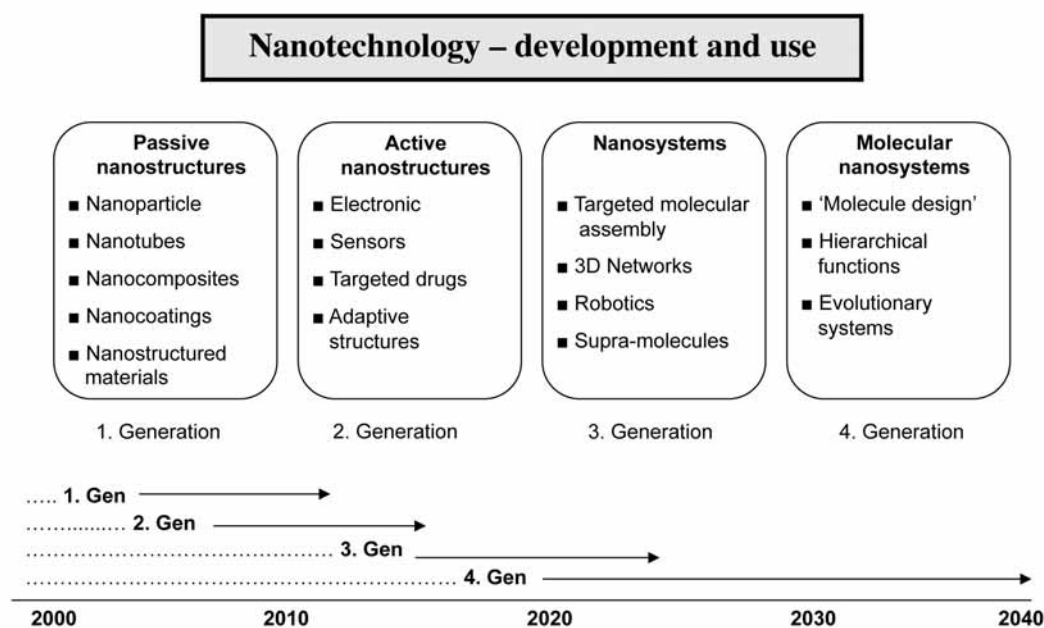 Nanotechnology – development and use
Passive
nanostructures
■ Nanoparticle
■ Nanotubes
■ Nanocomposites
■ Nanocoatings
■ Nanostructured
materials
Active
nanostructures
■ Electronic
■ Sensors
■ Targeted drugs
■ Adaptive
structures
Nanosystems
■ Targeted molecular
assembly
■ 3D Networks
■ Robotics
■ Supra-molecules
Molecular
nanosystems
■ ‘Molecule design’
■ Hierarchical
functions
■ Evolutionary
systems
1. Generation
2. Generation
3. Generation
4. Generation
1. Gen
2. Gen
3. Gen
4. Gen
2000 2010 2020 2030 2040